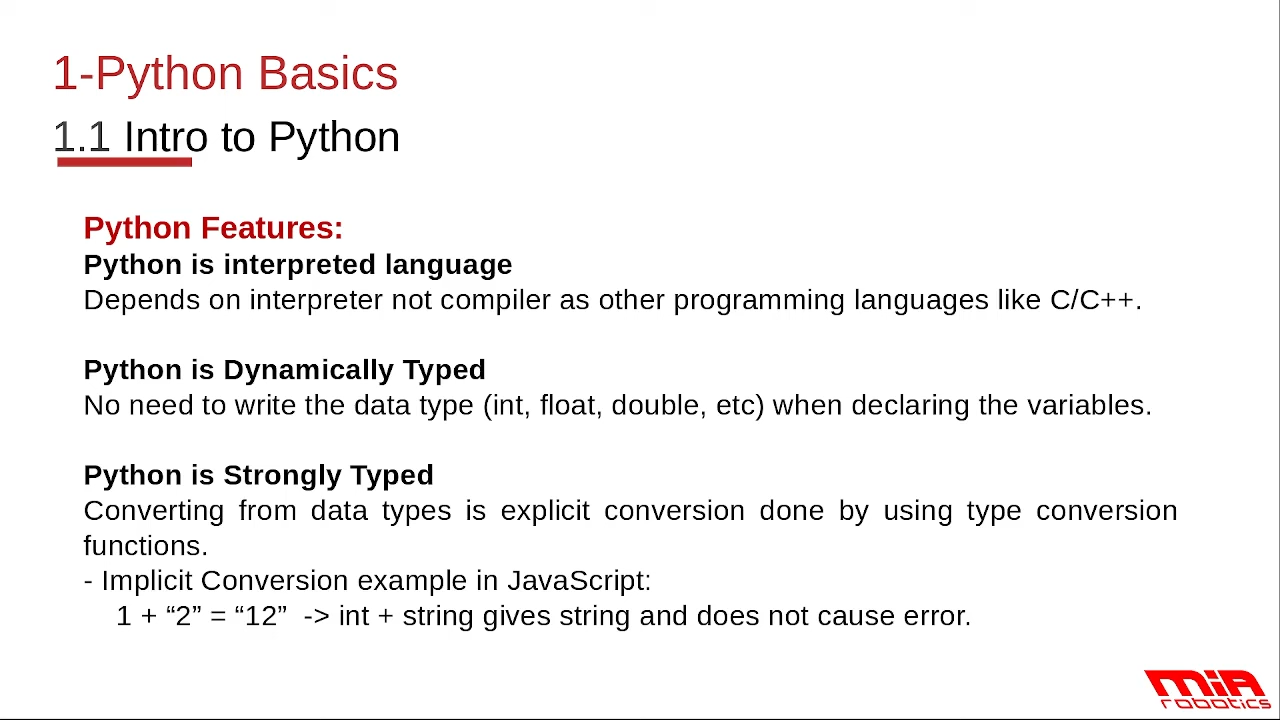 1-Python Basics
1.1 Intro to Python
Python Features:
Python is interpreted language
Depends on interpreter not compiler as other programming languages like C/C++.
Python is Dynamically Typed
No need to write the data type (int, float, double, etc) when declaring the variables.
Python is Strongly Typed
Converting from data types is explicit conversion done by using type conversion
functions.
- Implicit Conversion example in JavaScript:
1 + “2” = “12”  -> int + string gives string and does not cause error.
MiA
robotics